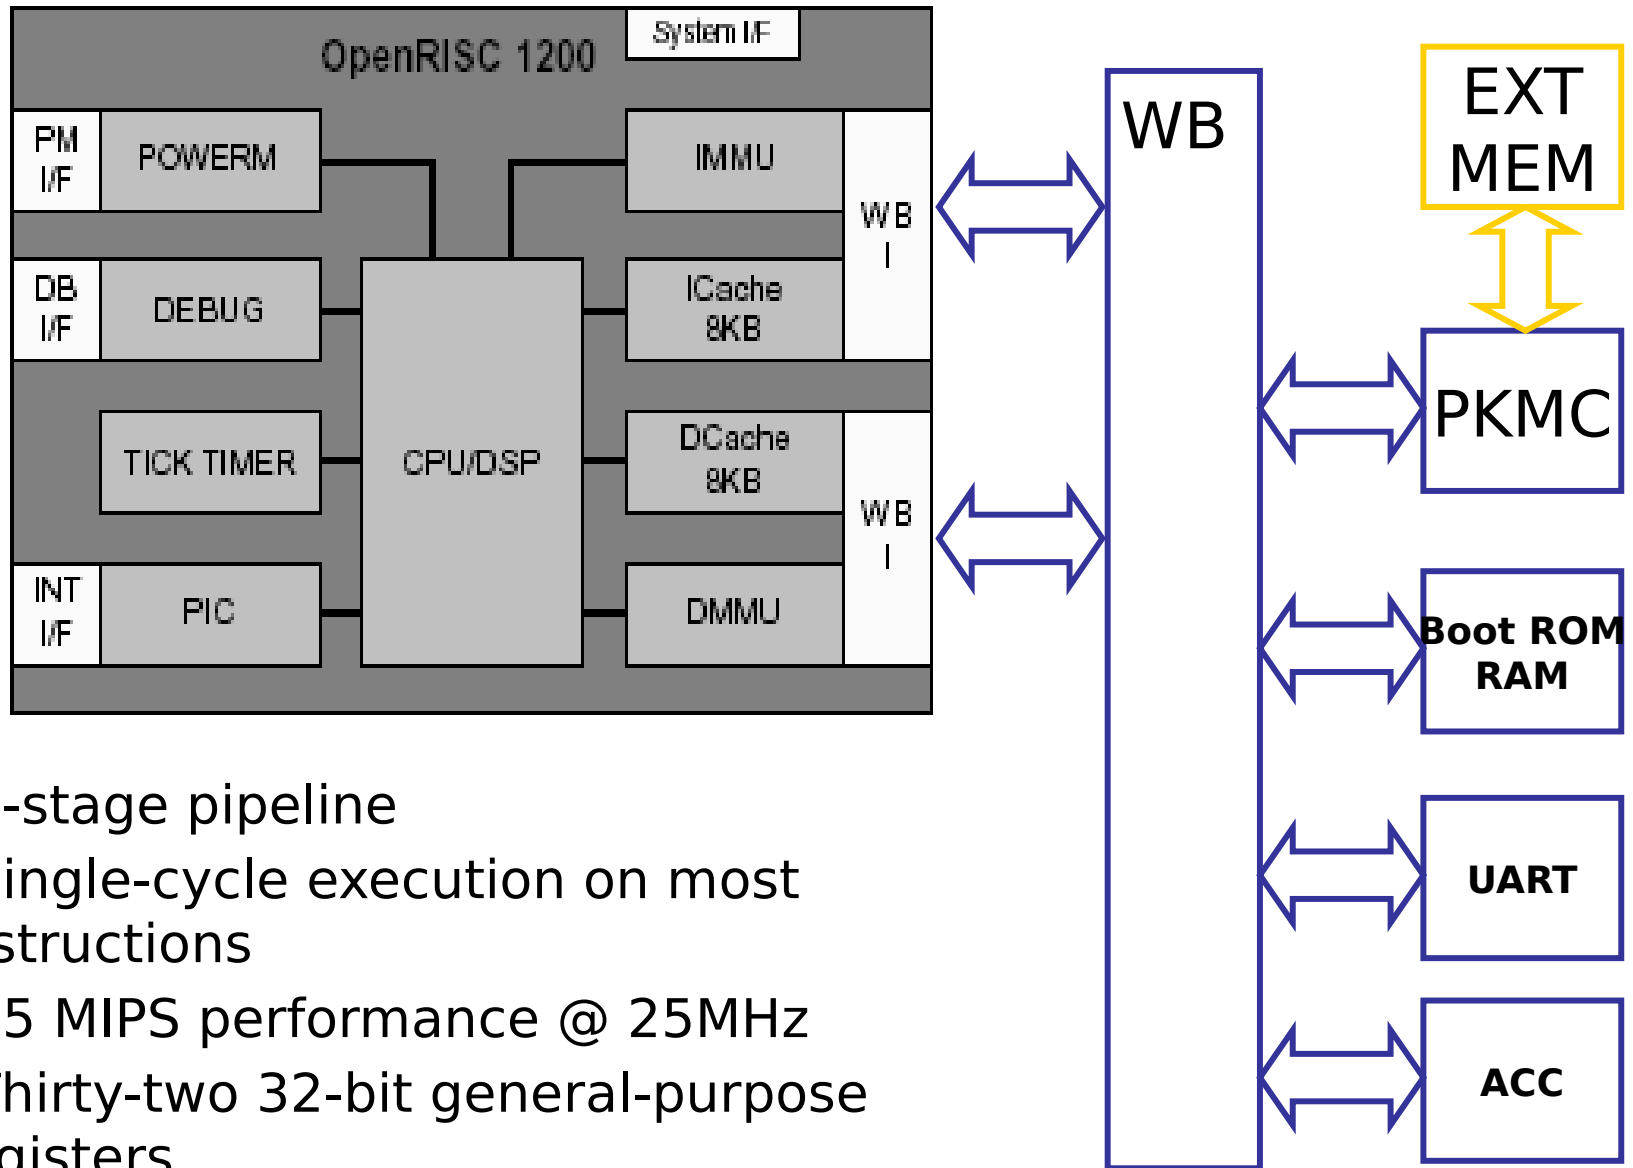 System I/F
OpenRISC 1200
PM
I/F
POWERM
IMMU
WB
I
DB
I/F
DEBUG
ICache
8KB
TICK TIMER
CPU/DSP
DCache
8KB
WB
I
INT
I/F
PIC
DMMU
WB
EXT
MEM
PKMC
Boot ROM
RAM
UART
ACC
-stage pipeline
ingle-cycle execution on most
structions
5 MIPS performance @ 25MHz
Thirty-two 32-bit general-purpose
gisters